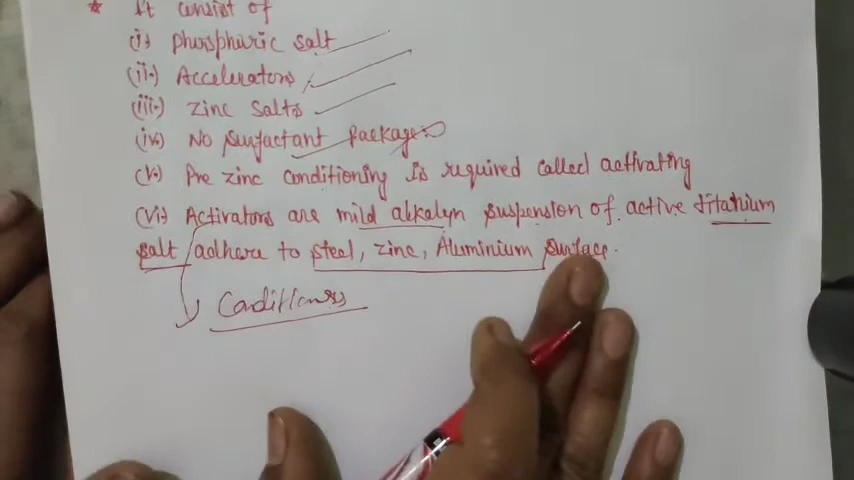 * It consist of
(i) Phosphoric salt
(ii) Accelerators
(iii) Zinc Salts
(iv) No Surfactant Package
(v) Pre Zinc conditioning is required called activating
(vi) Activators are mild alkalyn suspension of active titanium
salt adhere to steel, zinc, Aluminium surface.
Conditioners